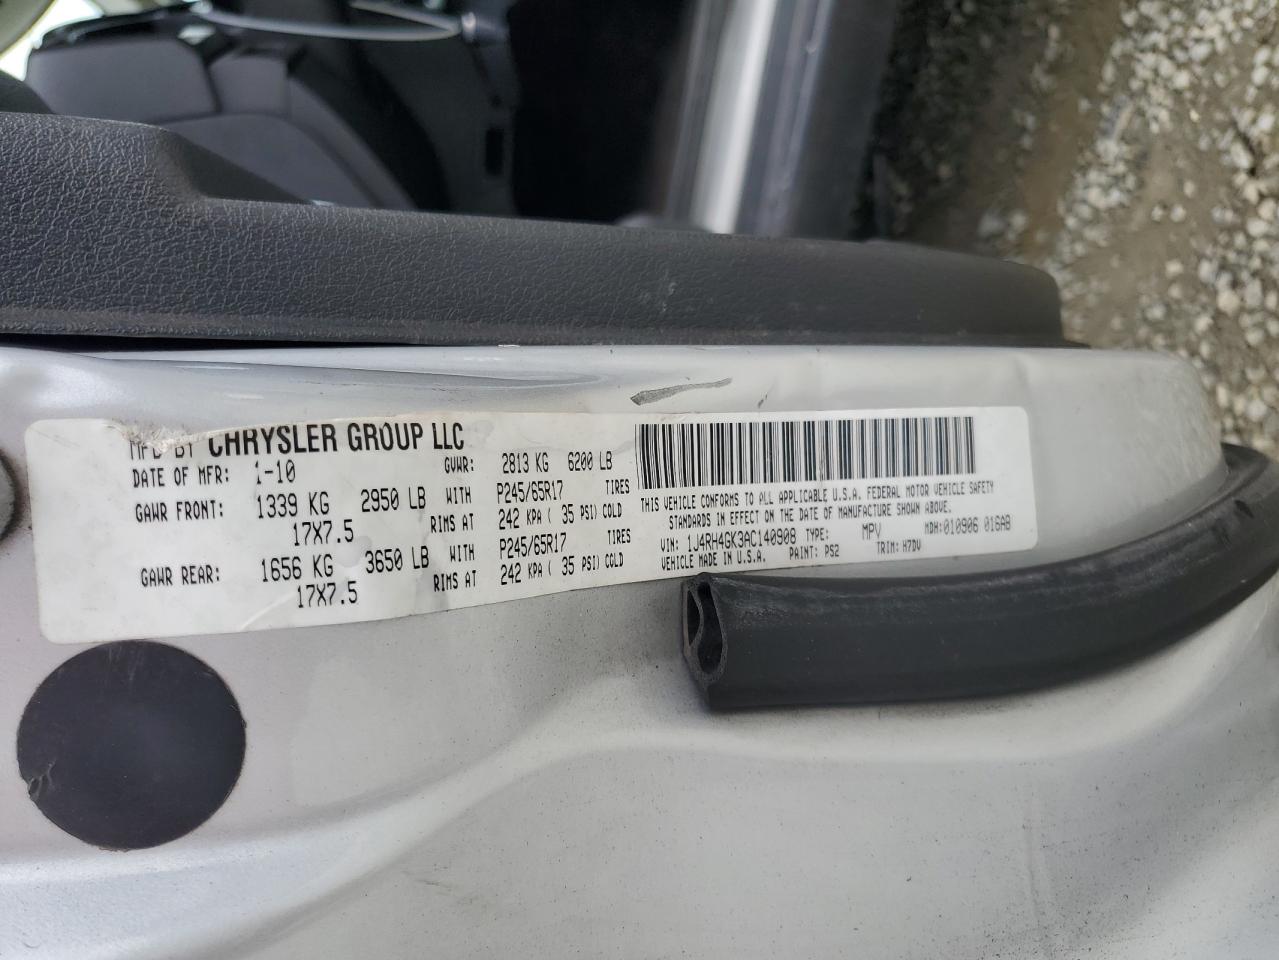 MFD BY CHRYSLER GROUP LLC
DATE OF MFR: 1-10 GVWR: 2813 KG 6200 LB
GAWR FRONT: 1339 KG 2950 LB WITH P245/65R17 TIRES
17X7.5 RIMS AT 242 KPA ( 35 PSI) COLD
GAWR REAR: 1656 KG 3650 LB WITH P245/65R17 TIRES
17X7.5 RIMS AT 242 KPA ( 35 PSI) COLD
THIS VEHICLE CONFORMS TO ALL APPLICABLE U.S.A. FEDERAL MOTOR VEHICLE SAFETY
STANDARDS IN EFFECT ON THE DATE OF MANUFACTURE SHOWN ABOVE.
VIN: 1J4RH4GK3AC140908 TYPE: MPV MDH:010906 016AB
VEHICLE MADE IN U.S.A. PAINT: PS2 TRIM: H7DV